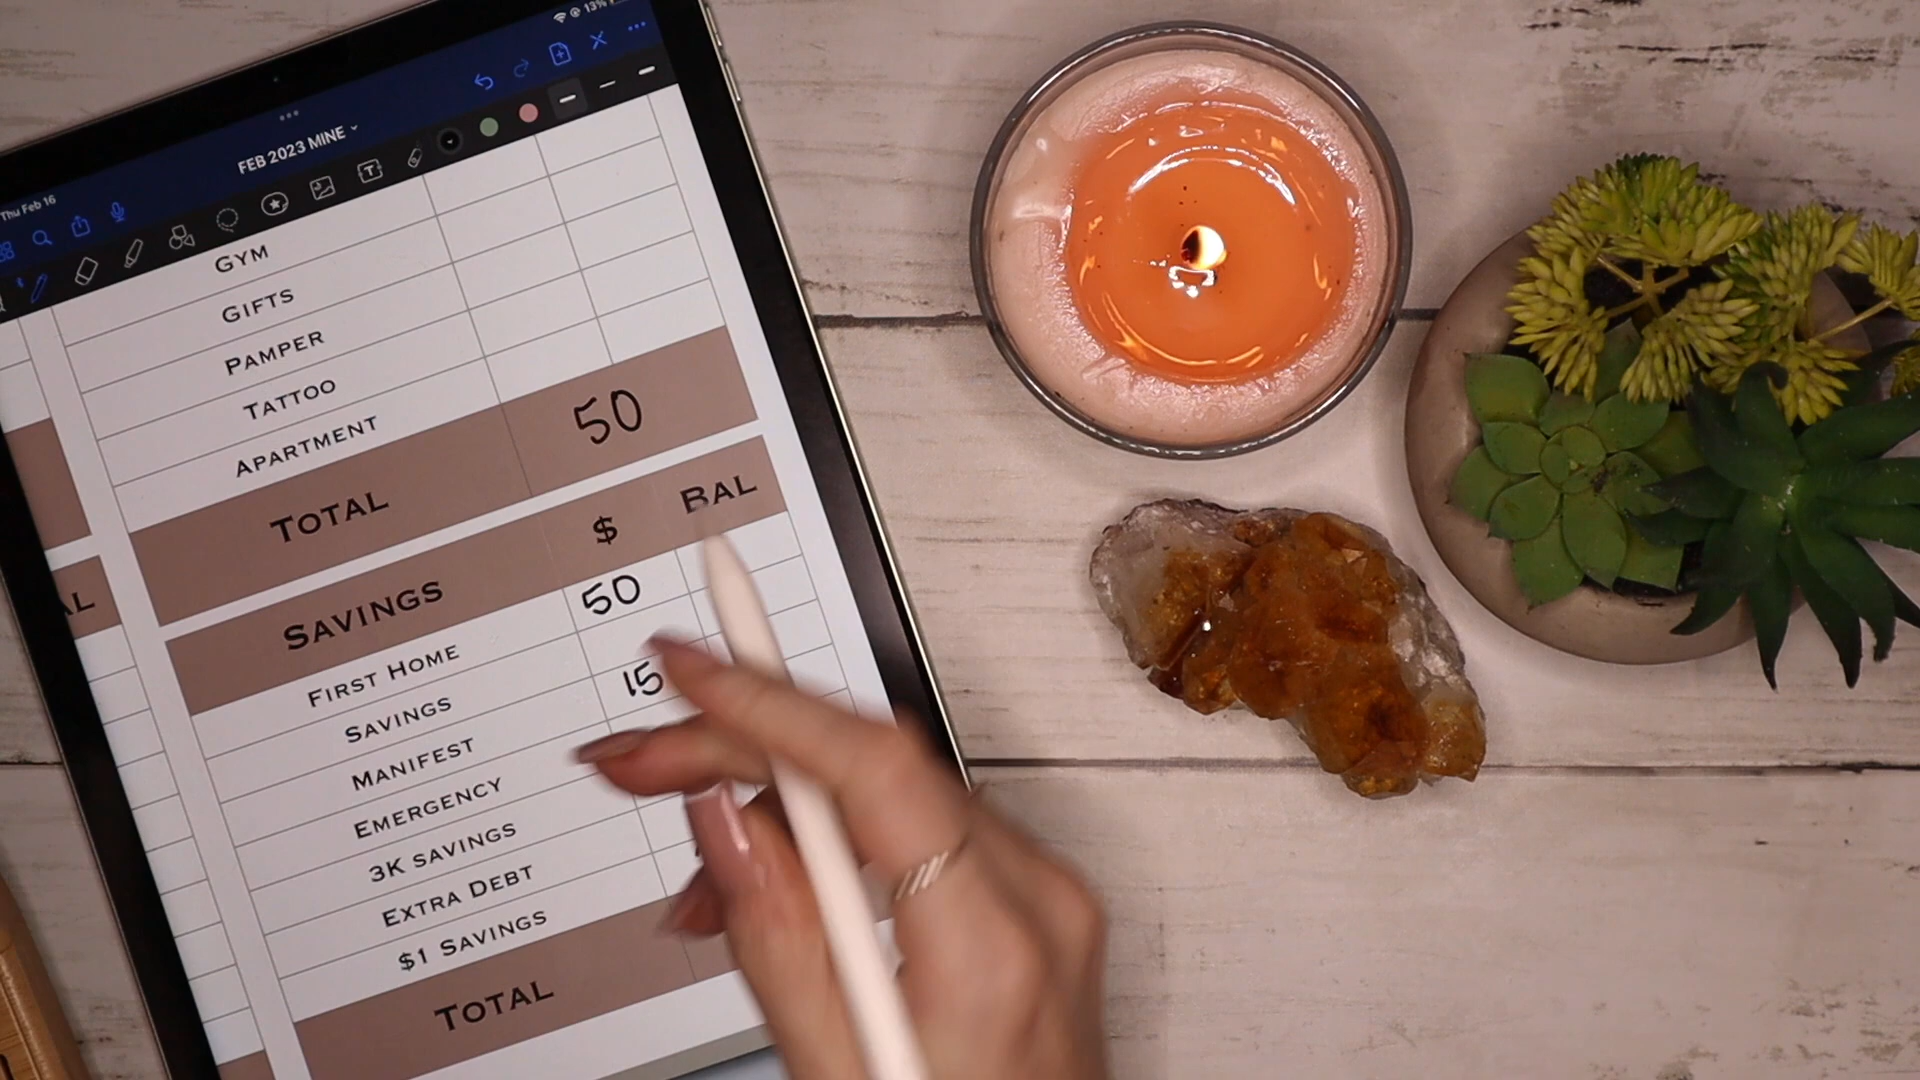 13%
FEB 2023 MINE
Thu Feb 16
T
GYM
GIFTS
PAMPER
TATTOO
APARTMENT
TOTAL 50
SAVINGS $ BAL
FIRST HOME 50
SAVINGS
MANIFEST 15
EMERGENCY
3K SAVINGS
EXTRA DEBT
$1 SAVINGS
TOTAL